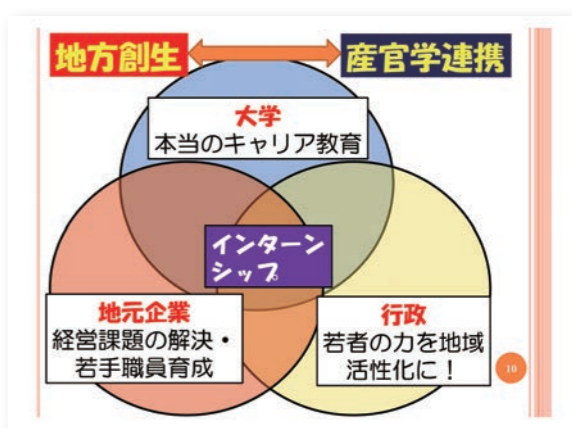 地方創生
産官学連携
大学
本当のキャリア教育
インターン
シップ
地元企業
経営課題の解決・
若手職員育成
行政
若者の力を地域
活性化に！
10